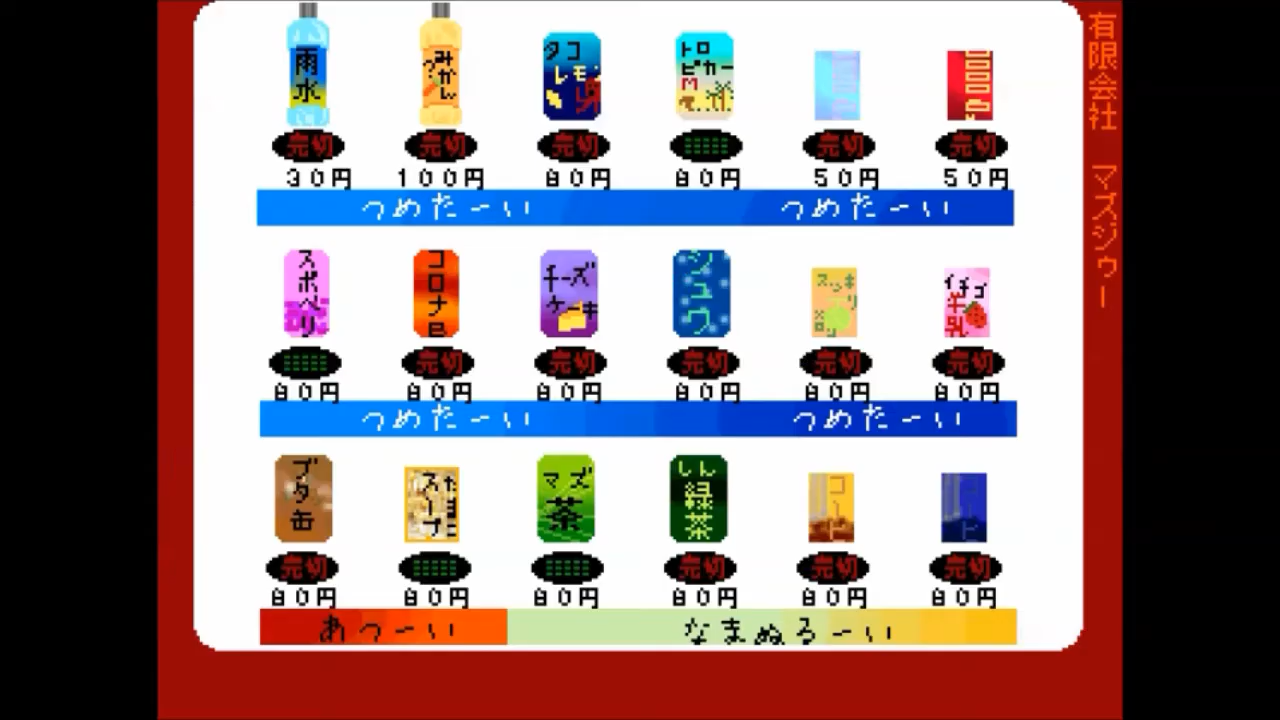 雨水
みかん
タコレモン
トロピカーM
売切
売切
売切
売切
売切
30円
100円
80円
80円
50円
50円
つめたーい
つめたーい
スポペリ
コロナB
チーズケーキ
ジュウ
スッキリ
イチゴ牛乳
売切
売切
売切
売切
売切
80円
80円
80円
80円
80円
80円
つめたーい
つめたーい
ブタ缶
たまごスープ
マズ茶
しん緑茶
コーヒー
売切
売切
売切
売切
80円
80円
80円
80円
80円
80円
あつーい
なまぬるーい
有限会社 マズジゥー